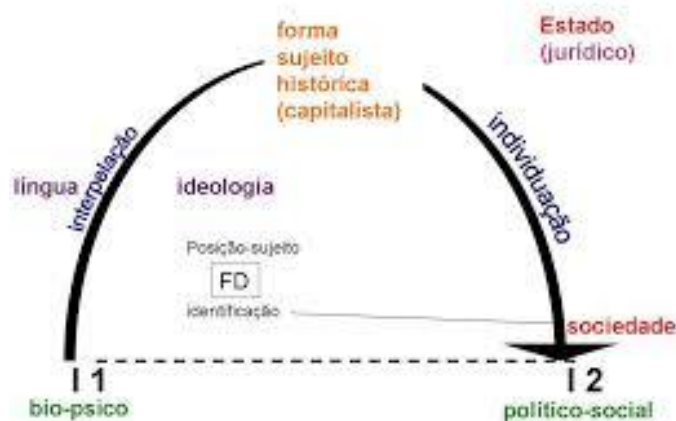 forma
sujeito
histórica
(capitalista)
Estado
(jurídico)
interpelação
individuação
língua
ideologia
Posição-sujeito
FD
identificação
sociedade
I 1
I 2
bio-psico
político-social